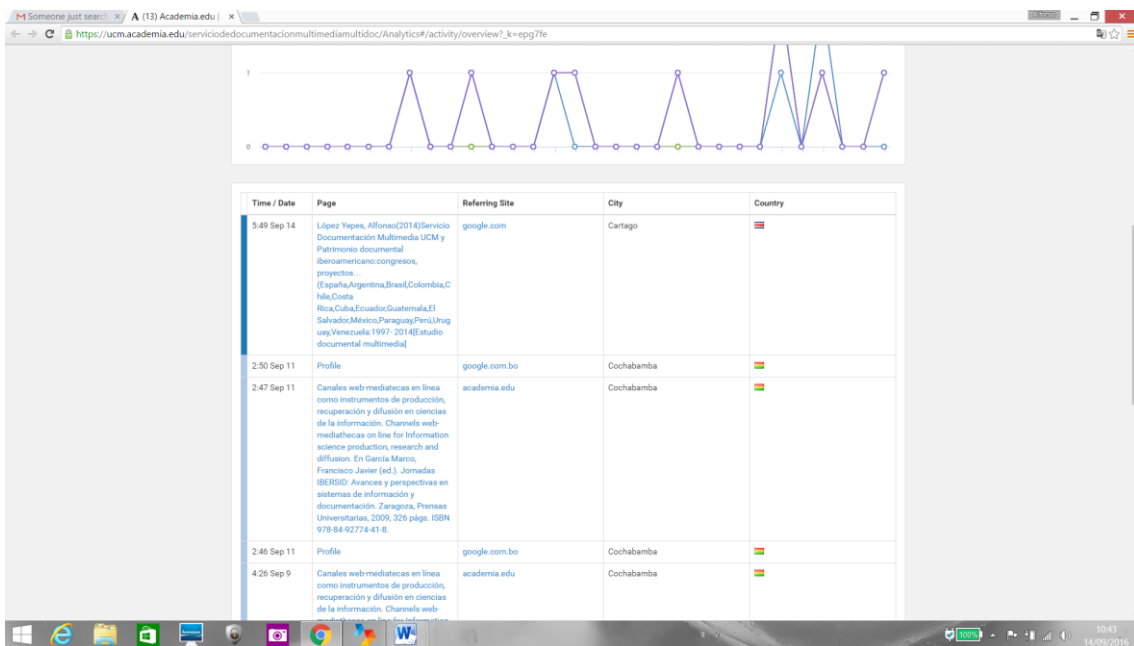 Someone just search
(13) Academia.edu |
https://ucm.academia.edu/serviciodedocumentacionmultimediamultidoc/Analytics#/activity/overview?_k=epg7fe
1
0
Time / Date Page Referring Site City Country
5:49 Sep 14 López Yepes, Alfonso(2014)Servicio google.com Cartago
Documentación Multimedia UCM y
Patrimonio documental
iberoamericano:congresos,
proyectos...
(España,Argentina,Brasil,Colombia,C
hile,Costa
Rica,Cuba,Ecuador,Guatemala,El
Salvador,México,Paraguay,Perú,Urug
uay,Venezuela:1997- 2014[Estudio
documental multimedia]
2:50 Sep 11 Profile google.com.bo Cochabamba
2:47 Sep 11 Canales web-mediatecas en línea academia.edu Cochabamba
como instrumentos de producción,
recuperación y difusión en ciencias
de la información. Channels web-
mediathecas on line for Information
science production, research and
diffusion. En García Marco,
Francisco Javier (ed.). Jornadas
IBERSID: Avances y perspectivas en
sistemas de información y
documentación. Zaragoza, Prensas
Universitarias, 2009, 326 págs. ISBN
978-84-92774-41-8.
2:46 Sep 11 Profile google.com.bo Cochabamba
4:26 Sep 9 Canales web-mediatecas en línea academia.edu Cochabamba
como instrumentos de producción,
recuperación y difusión en ciencias
de la información. Channels web-
100%
10:43
14/09/2016